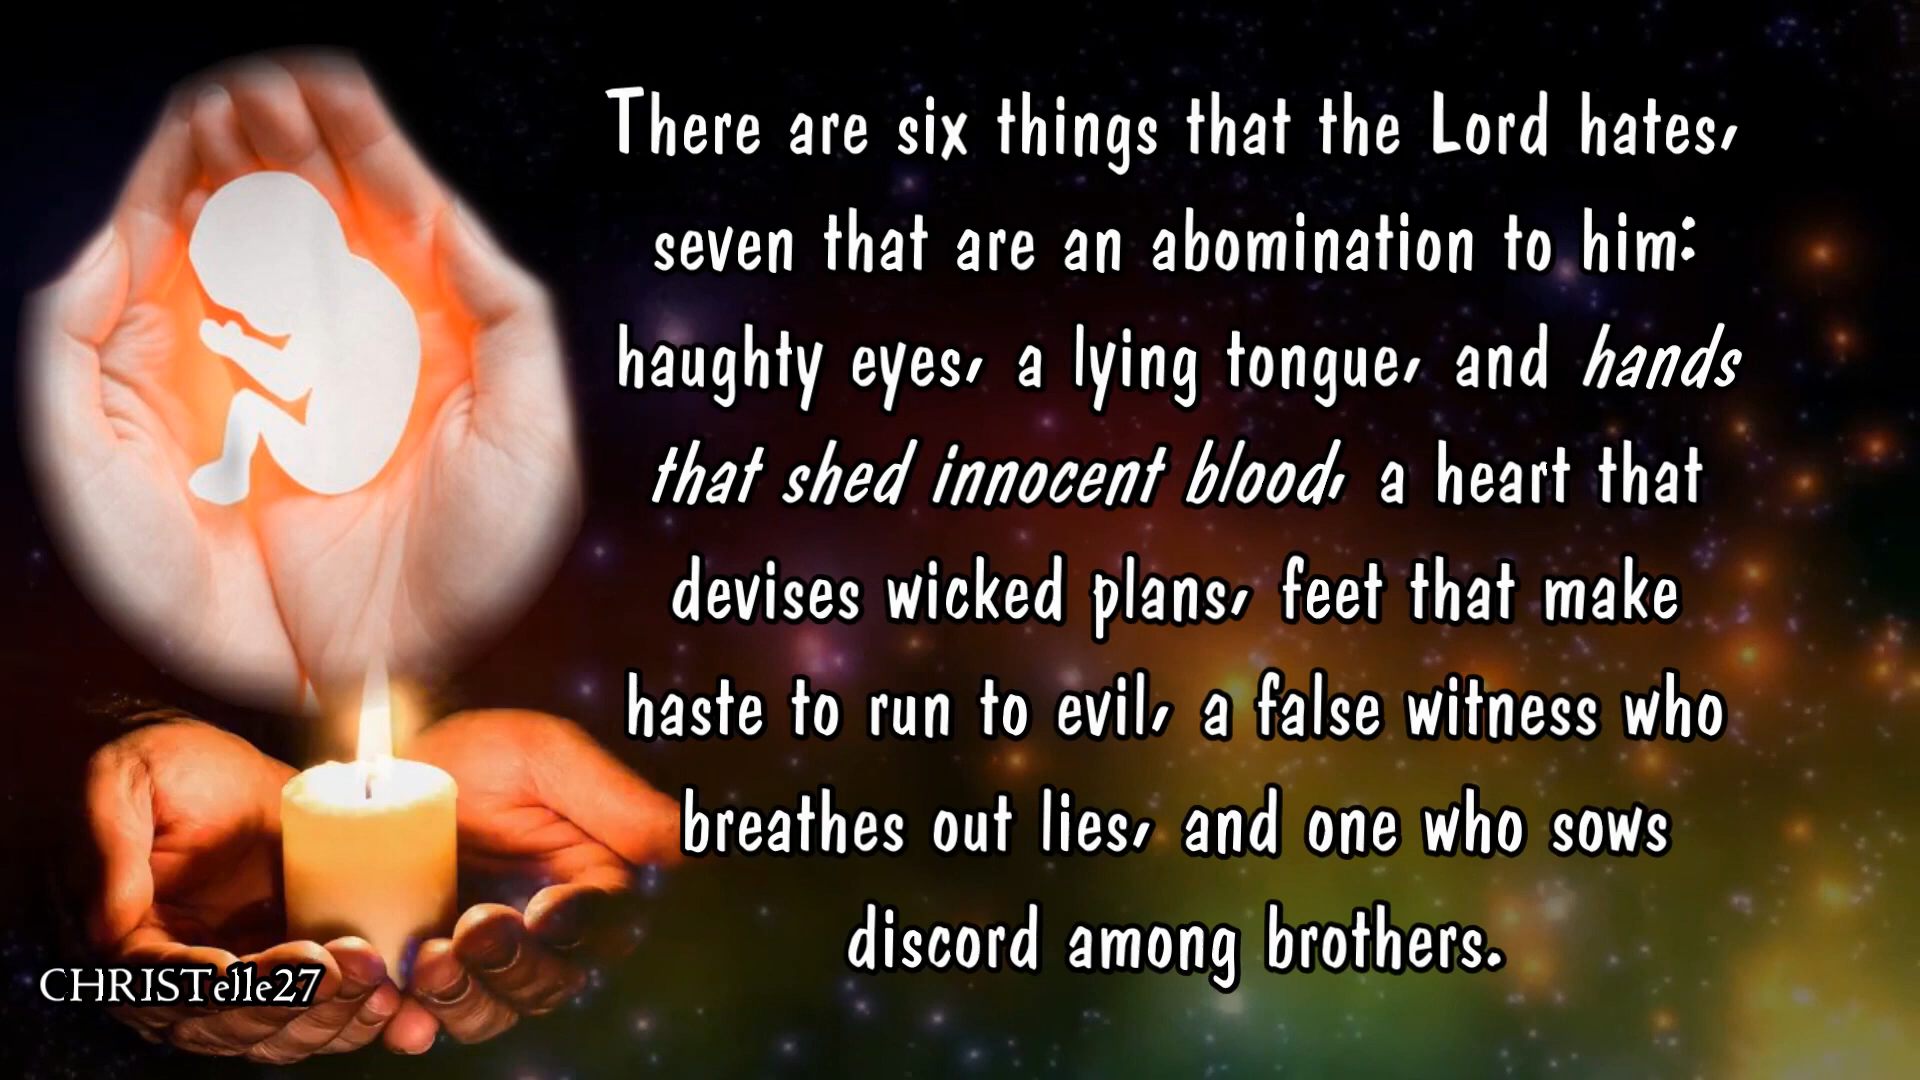 There are six things that the Lord hates,
seven that are an abomination to him:
haughty eyes, a lying tongue, and hands
that shed innocent blood, a heart that
devises wicked plans, feet that make
haste to run to evil, a false witness who
breathes out lies, and one who sows
discord among brothers.
CHRISTelle27